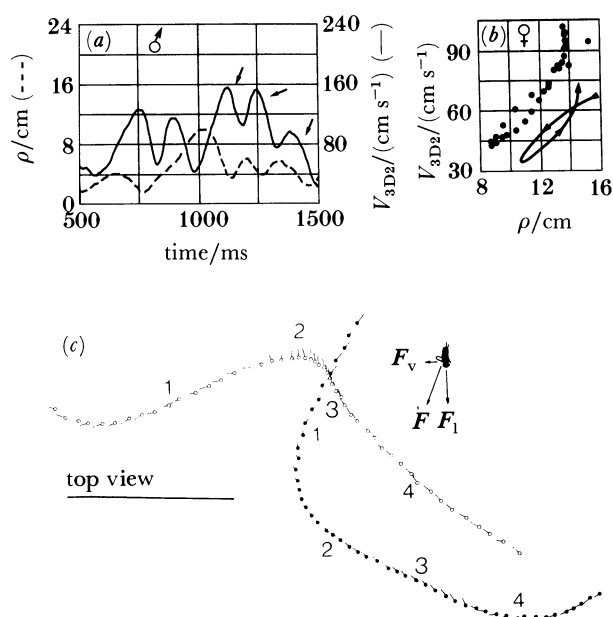 (a) ♂
ρ/cm (---)
24
16
8
0
500
1000
1500
time/ms
240
160
80
0
V3D2/(cm s−1) (—)
(b) ♀
V3D2/(cm s−1)
90
60
30
8
12
16
ρ/cm
(c)
1
2
3
4
1
2
3
4
Fv
F
Fl
top view